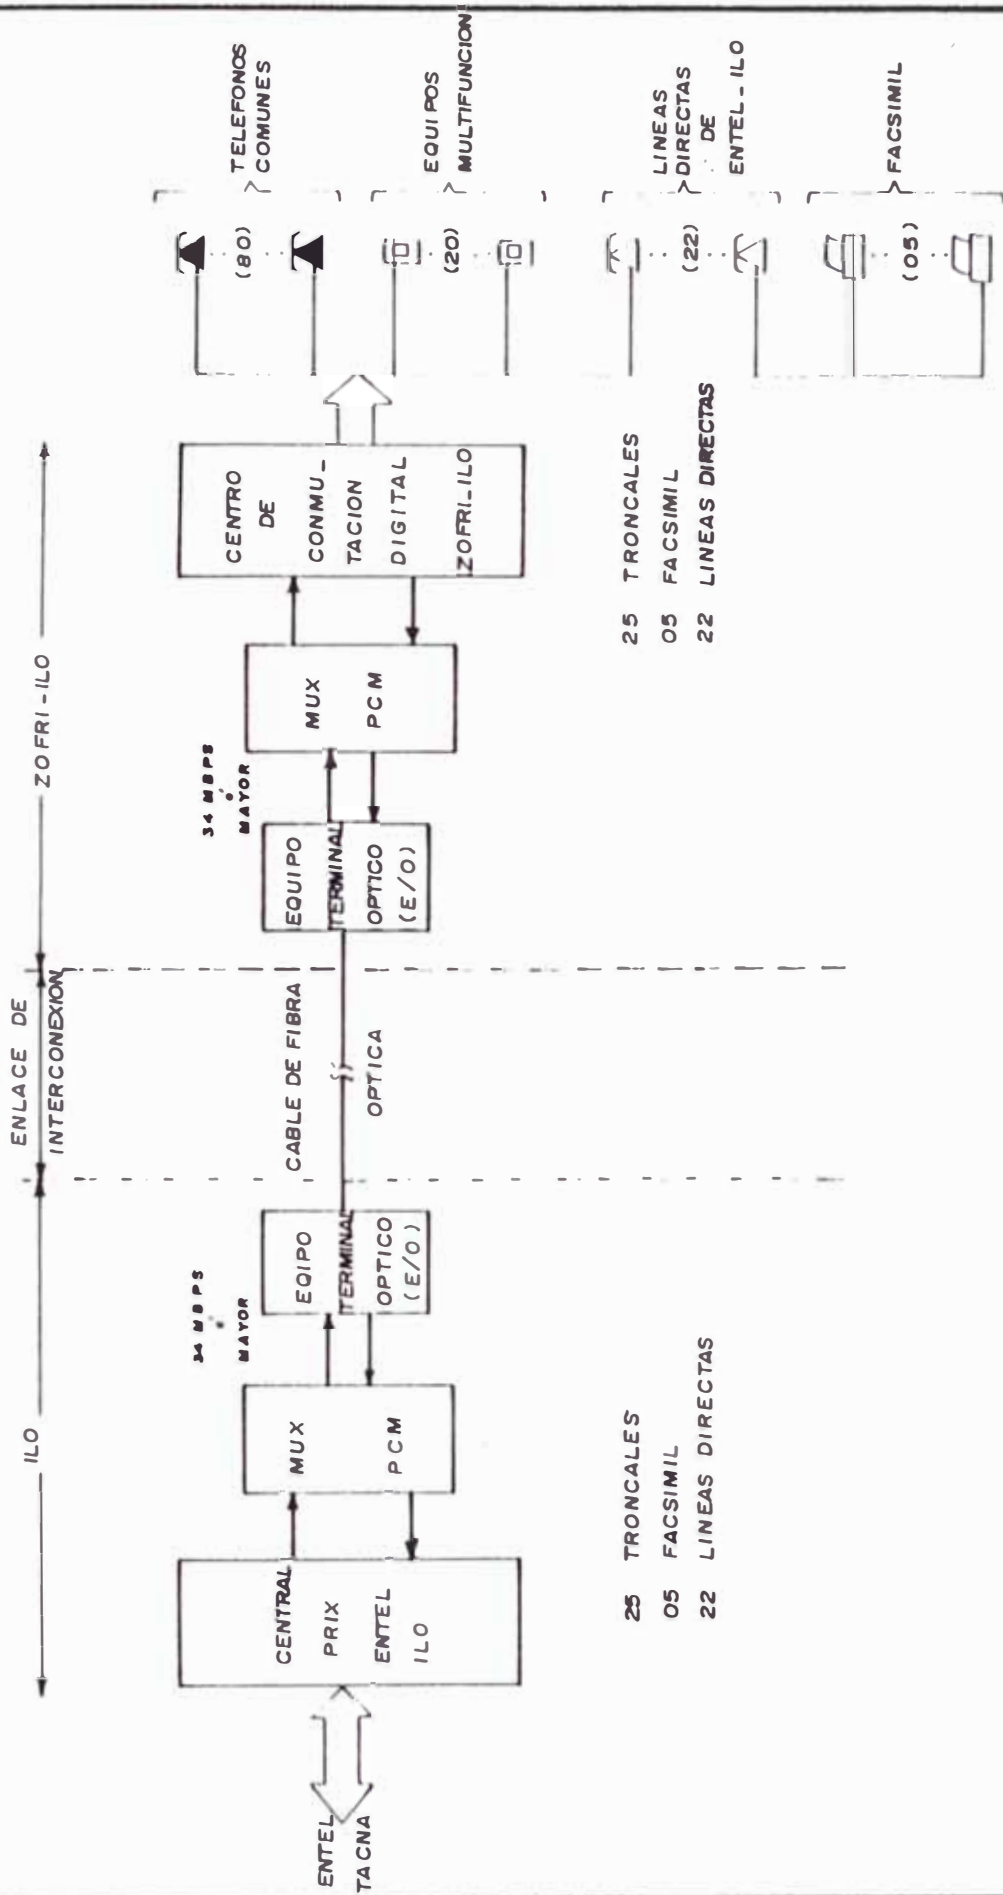 ILO
ENLACE DE
INTERCONEXION
ZOFRI-ILO
ENTEL
TACNA
CENTRAL
PRIX
ENTEL
ILO
MUX
PCM
34 MBPS
o
MAYOR
EQIPO
TERMINAL
OPTICO
(E/O)
CABLE DE FIBRA
OPTICA
34 MBPS
o
MAYOR
EQUIPO
TERMINAL
OPTICO
(E/O)
MUX
PCM
CENTRO
DE
CONMU-
TACION
DIGITAL
ZOFRI-ILO
(80)
TELEFONOS
COMUNES
(20)
EQUIPOS
MULTIFUNCION
(22)
LINEAS
DIRECTAS
DE
ENTEL-ILO
(05)
FACSIMIL
25 TRONCALES
05 FACSIMIL
22 LINEAS DIRECTAS
25 TRONCALES
05 FACSIMIL
22 LINEAS DIRECTAS